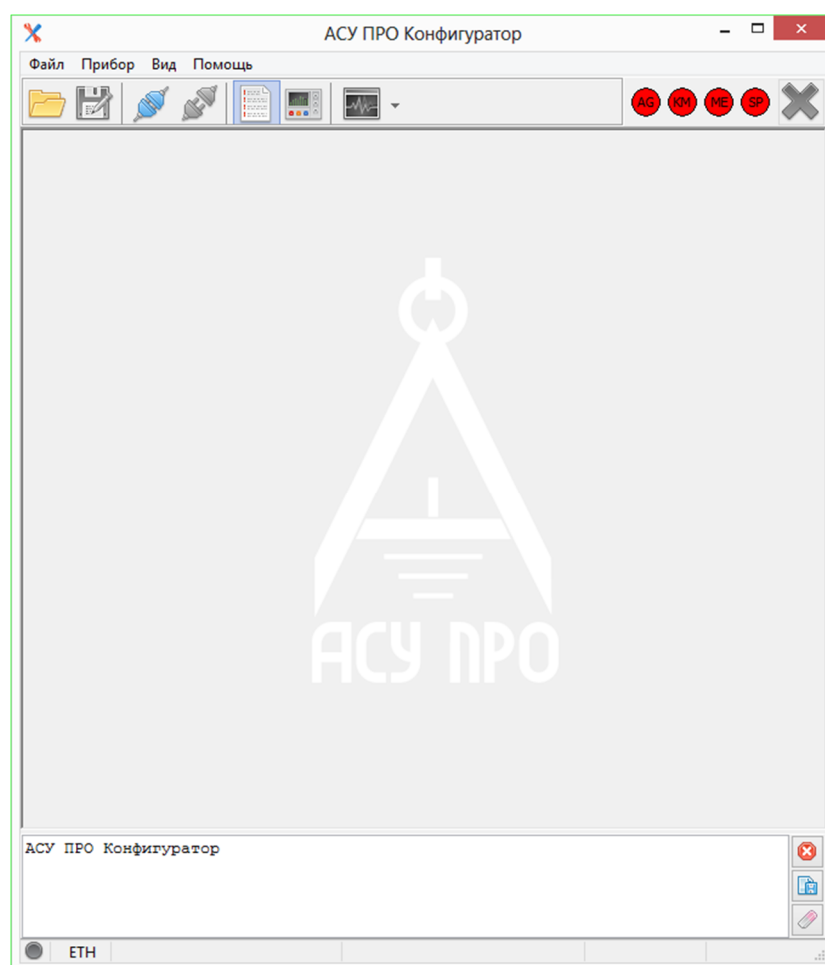 АСУ ПРО Конфигуратор
Файл Прибор Вид Помощь
AG KM ME SP
АСУ ПРО
АСУ ПРО Конфигуратор
ETH